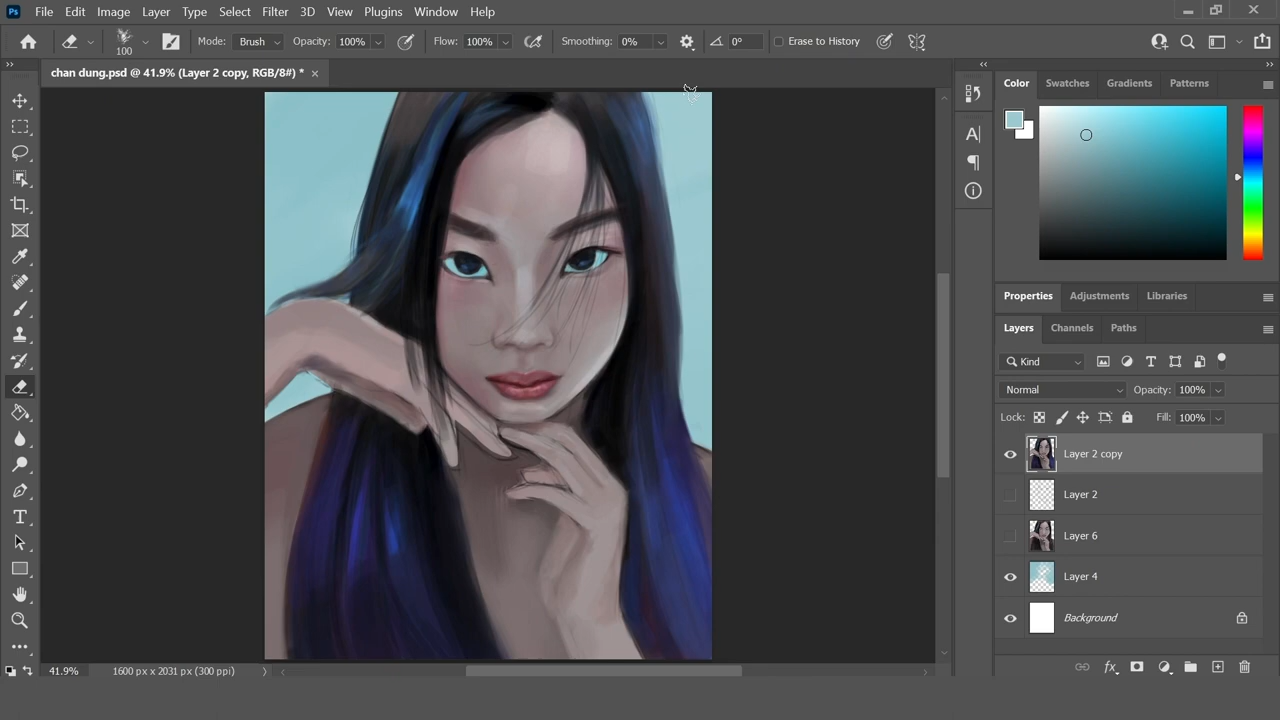 Ps File Edit Image Layer Type Select Filter 3D View Plugins Window Help
100 Mode: Brush Opacity: 100% Flow: 100% Smoothing: 0% 0° Erase to History
chan dung.psd @ 41.9% (Layer 2 copy, RGB/8#) *
Color Swatches Gradients Patterns
Properties Adjustments Libraries
Layers Channels Paths
Kind
Normal Opacity: 100%
Lock: Fill: 100%
Layer 2 copy
Layer 2
Layer 6
Layer 4
Background
41.9% 1600 px x 2031 px (300 ppi)